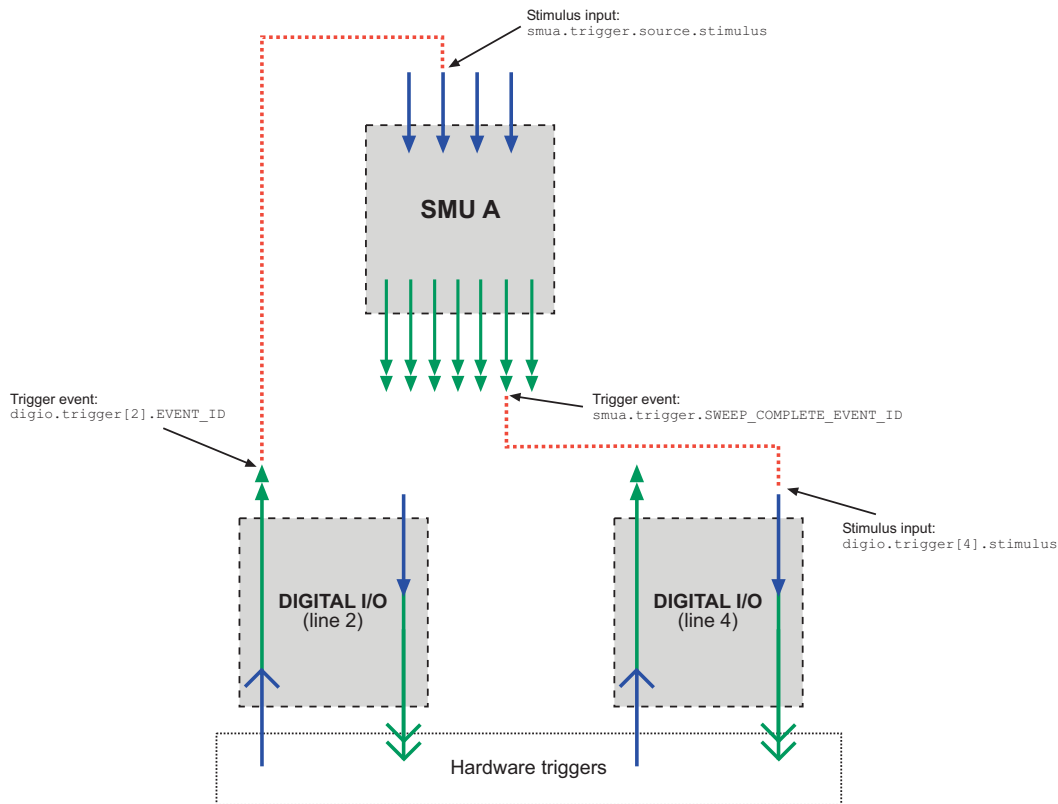 Stimulus input:
smua.trigger.source.stimulus
SMU A
Trigger event:
digio.trigger[2].EVENT_ID
Trigger event:
smua.trigger.SWEEP_COMPLETE_EVENT_ID
Stimulus input:
digio.trigger[4].stimulus
DIGITAL I/O
(line 2)
DIGITAL I/O
(line 4)
Hardware triggers